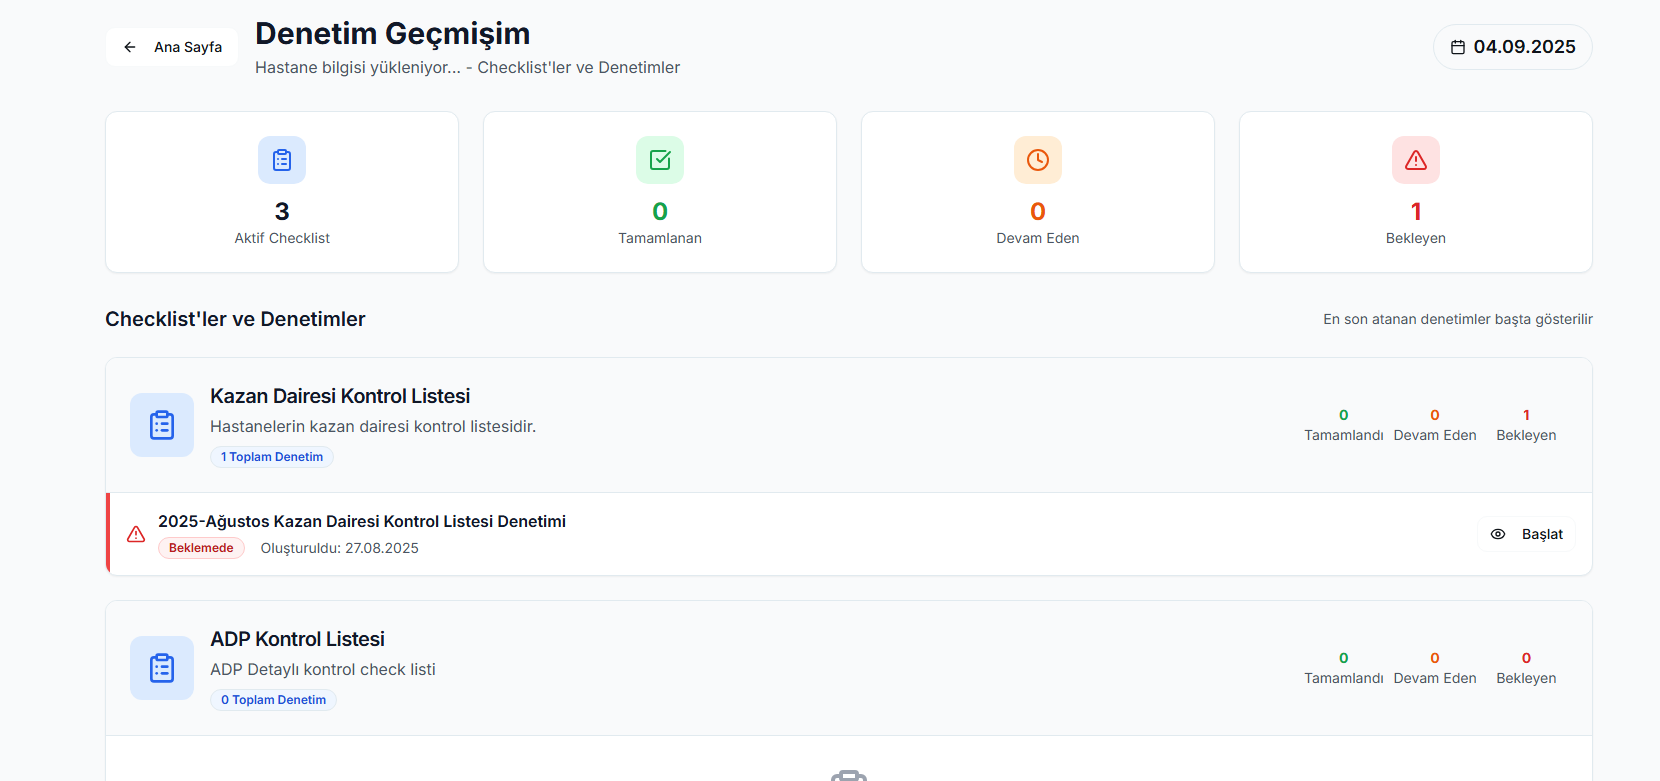 Ana Sayfa
Denetim Geçmişim
Hastane bilgisi yükleniyor... - Checklist'ler ve Denetimler
04.09.2025
3
Aktif Checklist
0
Tamamlanan
0
Devam Eden
1
Bekleyen
Checklist'ler ve Denetimler
En son atanan denetimler başta gösterilir
Kazan Dairesi Kontrol Listesi
Hastanelerin kazan dairesi kontrol listesidir.
1 Toplam Denetim
0
Tamamlandı
0
Devam Eden
1
Bekleyen
2025-Ağustos Kazan Dairesi Kontrol Listesi Denetimi
Beklemede
Oluşturuldu: 27.08.2025
Başlat
ADP Kontrol Listesi
ADP Detaylı kontrol check listi
0 Toplam Denetim
0
Tamamlandı
0
Devam Eden
0
Bekleyen